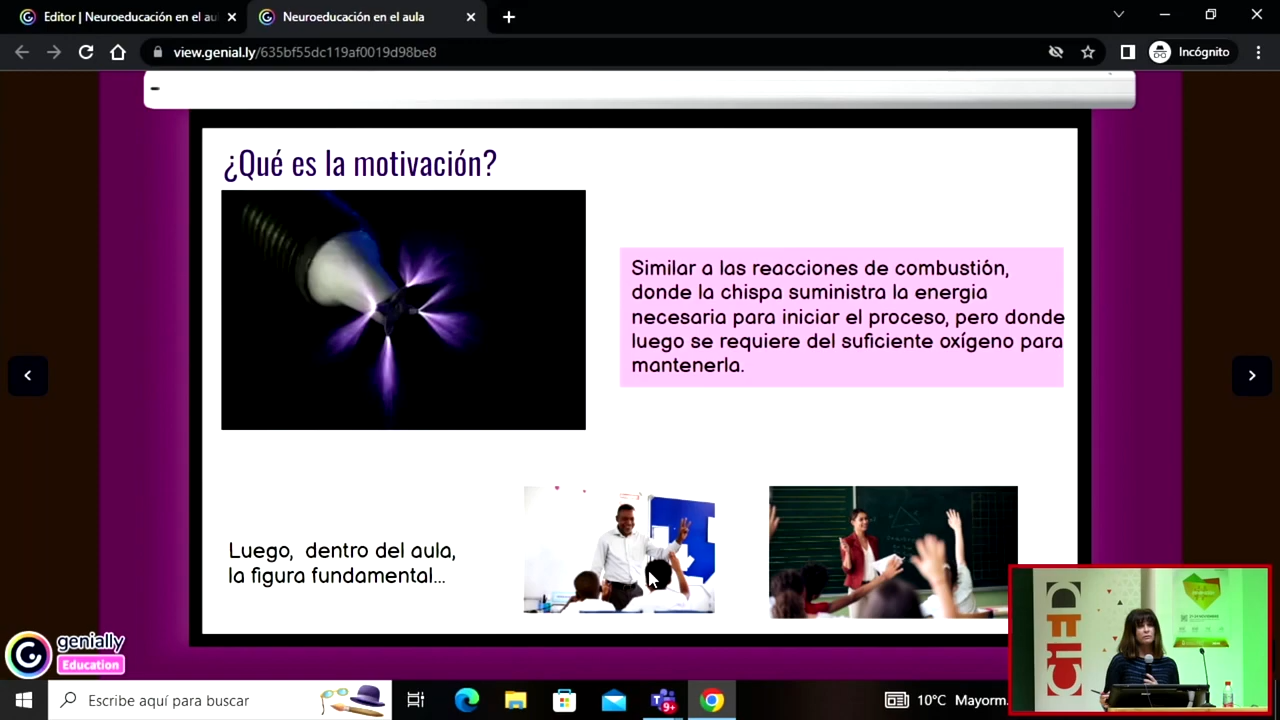 Editor | Neuroeducación en el au
Neuroeducación en el aula
view.genial.ly/635bf55dc119af0019d98be8
Incógnito
¿Qué es la motivación?
Similar a las reacciones de combustión,
donde la chispa suministra la energia
necesaria para iniciar el proceso, pero donde
luego se requiere del suficiente oxígeno para
mantenerla.
Luego, dentro del aula,
la figura fundamental...
genially
Education
CIED
Escribe aquí para buscar
9+
10°C Mayorm.